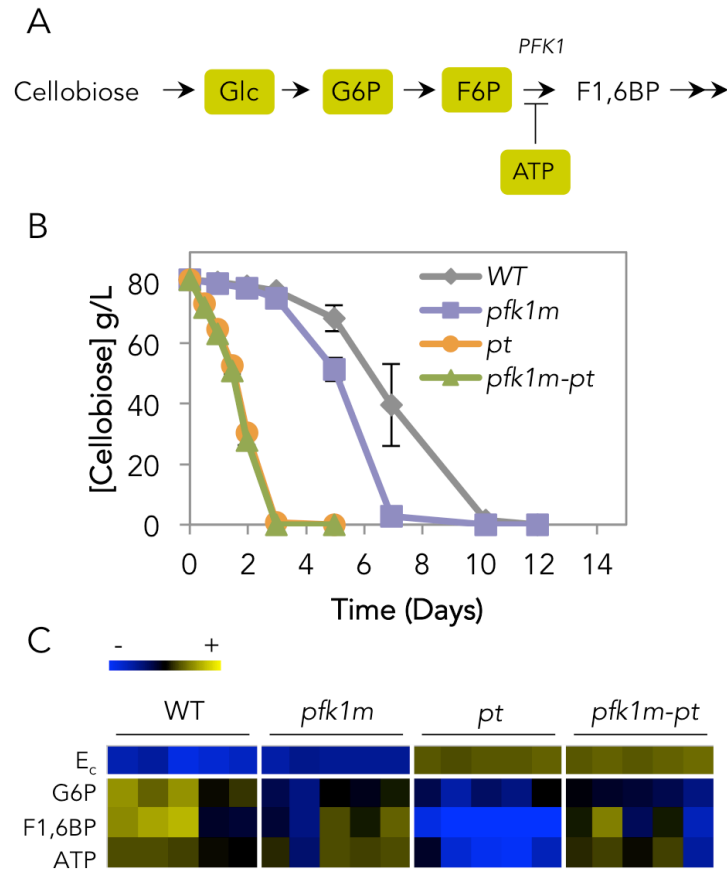 A
PFK1
Cellobiose Glc G6P F6P F1,6BP
ATP
B
[Cellobiose] g/L
80
60
40
20
0
0 2 4 6 8 10 12 14
Time (Days)
WT
pfk1m
pt
pfk1m-pt
C
- +
WT pfk1m pt pfk1m-pt
Ec
G6P
F1,6BP
ATP